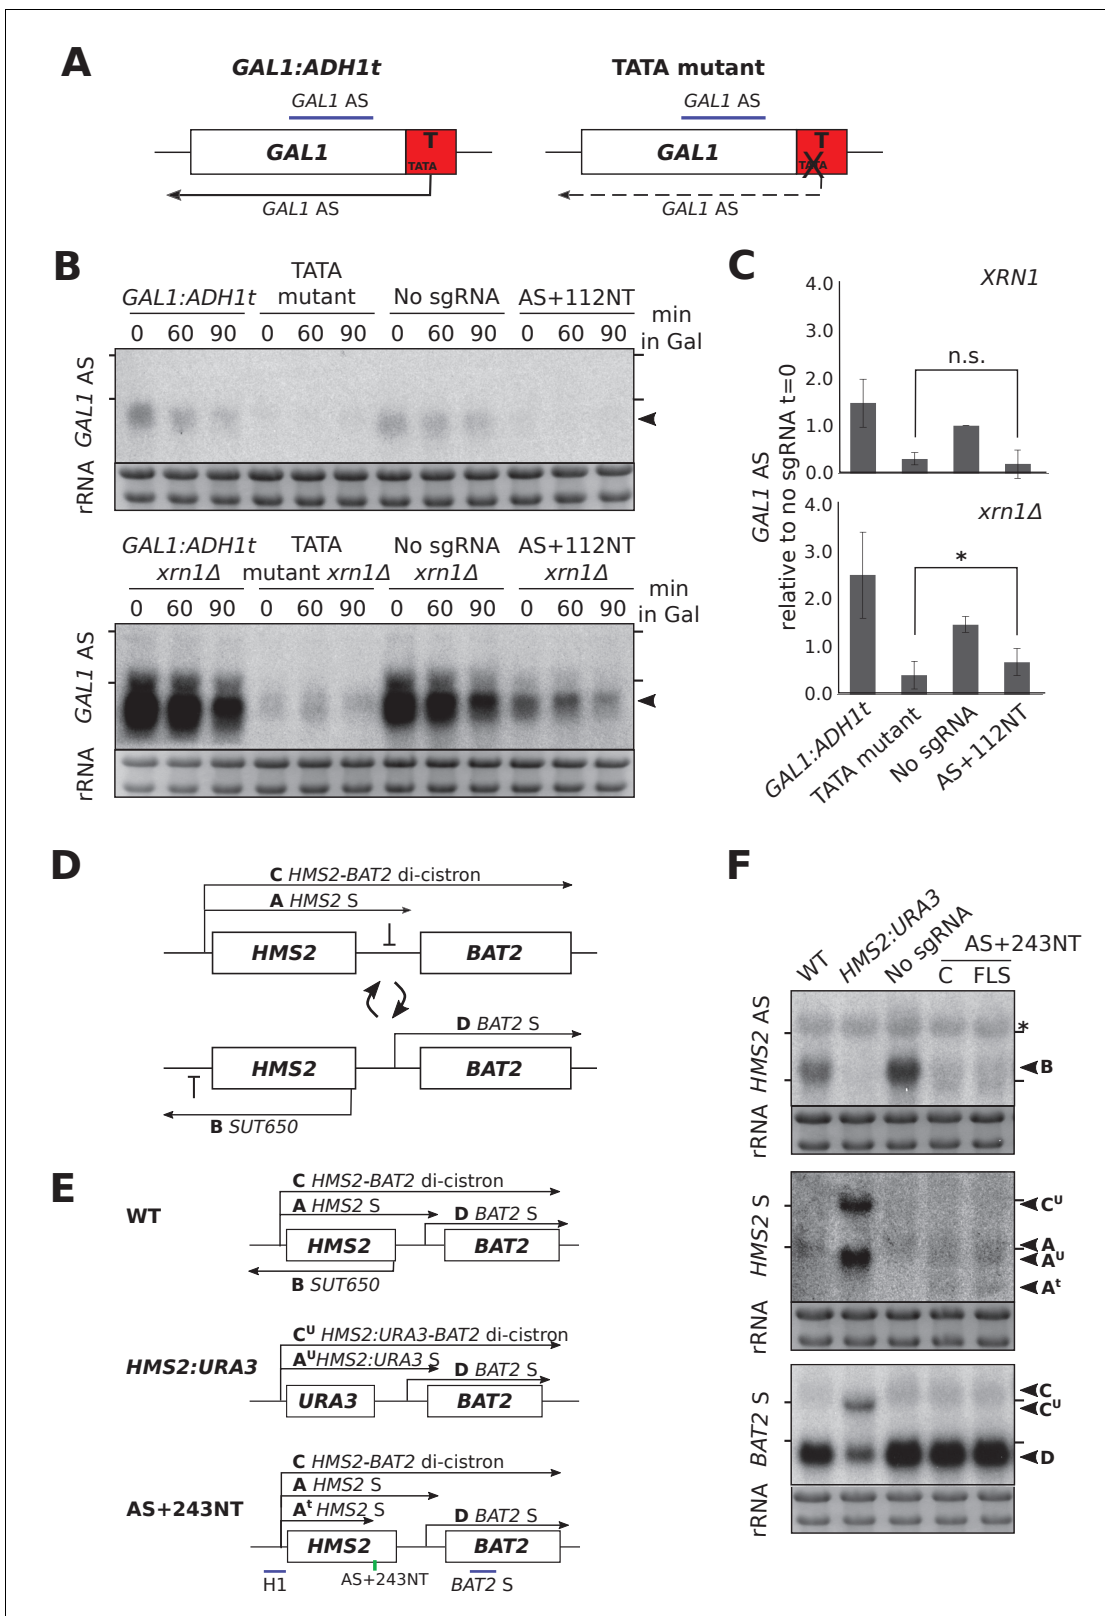 A
GAL1:ADH1t
TATA mutant
GAL1 AS
GAL1 AS
GAL1
T
TATA
GAL1
T
TATA
X
GAL1 AS
GAL1 AS
B
GAL1:ADH1t
TATA
mutant
No sgRNA
AS+112NT
min
in Gal
0 60 90 0 60 90 0 60 90 0 60 90
GAL1 AS
rRNA
GAL1:ADH1t
xrn1Δ
TATA
mutant xrn1Δ
No sgRNA
xrn1Δ
AS+112NT
xrn1Δ
min
in Gal
0 60 90 0 60 90 0 60 90 0 60 90
GAL1 AS
rRNA
C
GAL1 AS
relative to no sgRNA t=0
4.0
3.0
2.0
1.0
0.0
XRN1
n.s.
4.0
3.0
2.0
1.0
0.0
xrn1Δ
*
GAL1:ADH1t
TATA mutant
No sgRNA
AS+112NT
D
C HMS2-BAT2 di-cistron
A HMS2 S
HMS2
BAT2
D BAT2 S
HMS2
BAT2
B SUT650
E
WT
C HMS2-BAT2 di-cistron
A HMS2 S
D BAT2 S
HMS2
BAT2
B SUT650
HMS2:URA3
Cᵁ HMS2:URA3-BAT2 di-cistron
Aᵁ HMS2:URA3 S
D BAT2 S
URA3
BAT2
AS+243NT
C HMS2-BAT2 di-cistron
A HMS2 S
Aᵗ HMS2 S
D BAT2 S
HMS2
BAT2
H1
AS+243NT
BAT2 S
F
WT
HMS2:URA3
No sgRNA
AS+243NT
C FLS
HMS2 AS
*
B
rRNA
HMS2 S
Cᵁ
A
Aᵁ
Aᵗ
rRNA
BAT2 S
C
Cᵁ
D
rRNA